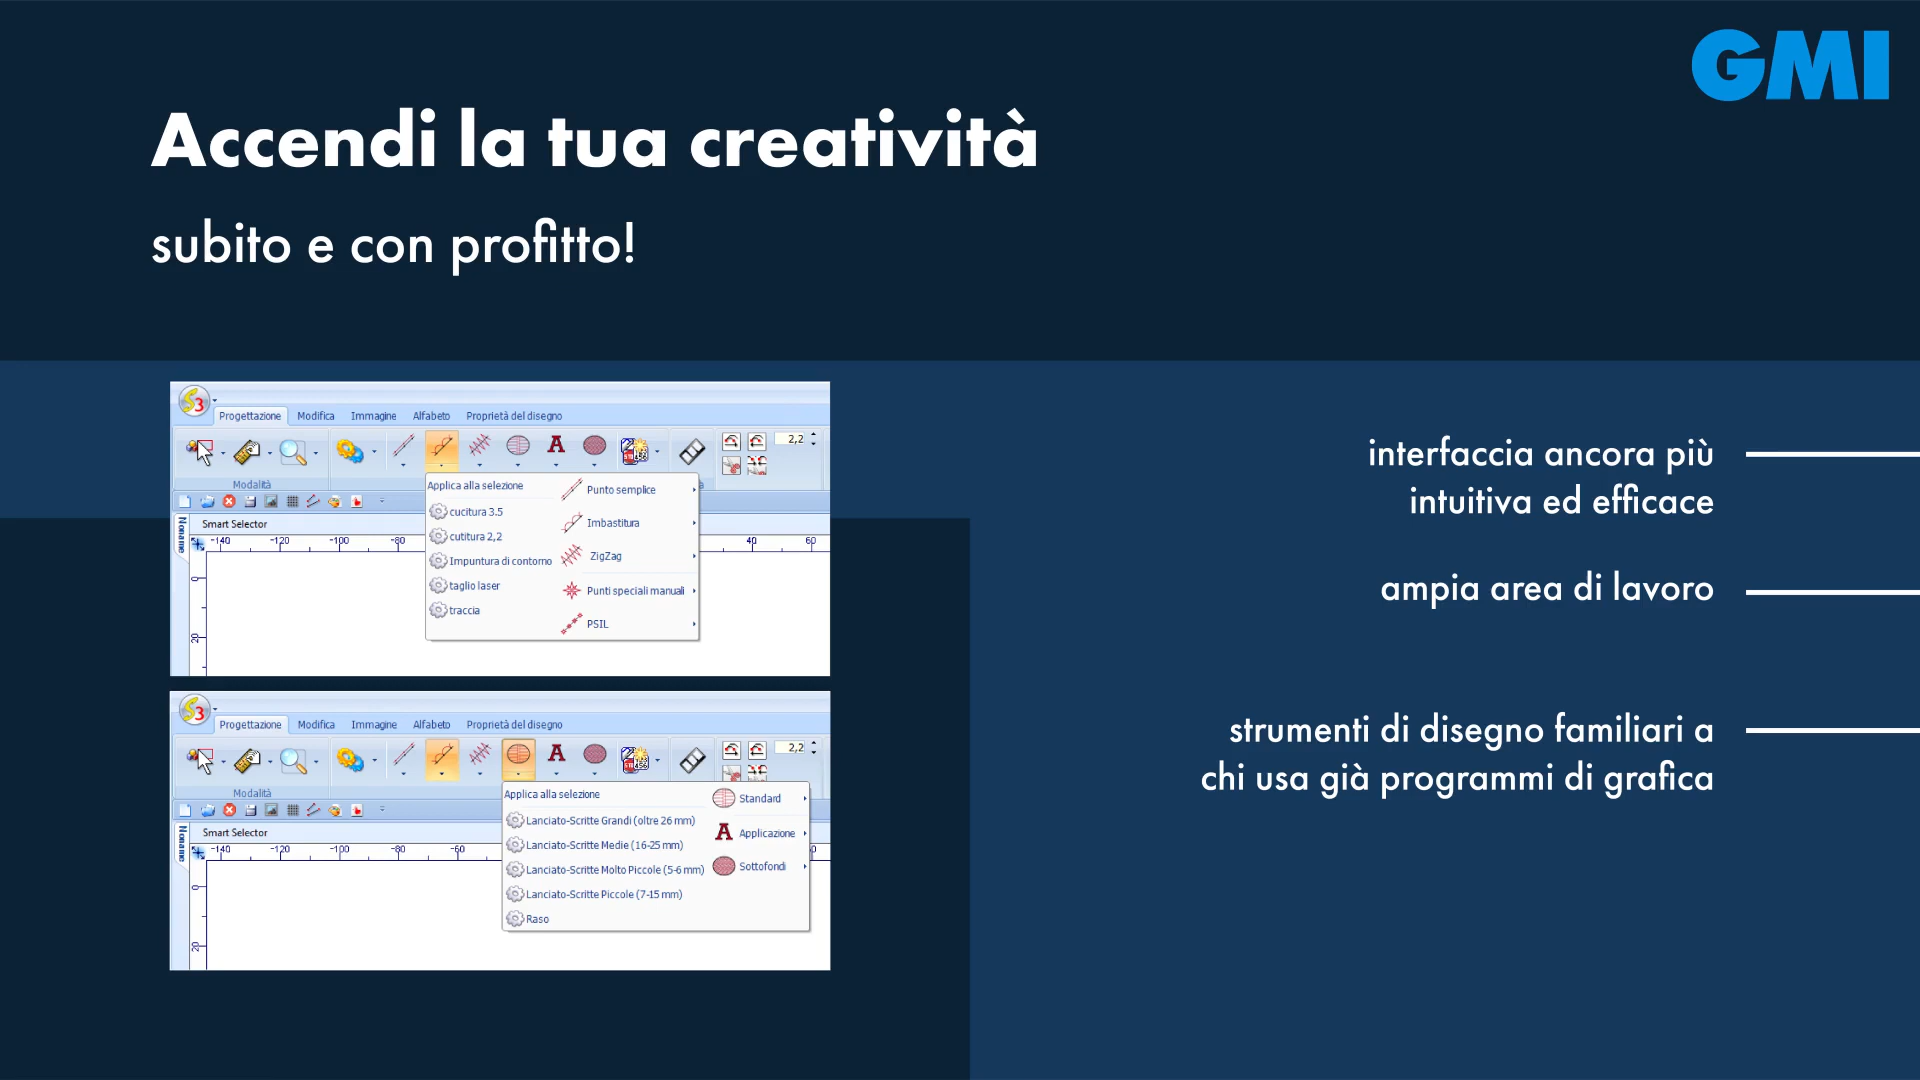 GMI
Accendi la tua creatività
subito e con profitto!
Progettazione Modifica Immagine Alfabeto Proprietà del disegno
2,2
Modalità
Applica alla selezione
cucitura 3.5
cutitura 2,2
Impuntura di contorno
taglio laser
traccia
Punto semplice
Imbastitura
ZigZag
Punti speciali manuali
PSIL
Noname
Smart Selector
-140 -120 -100 -80 40 60
0
20
Progettazione Modifica Immagine Alfabeto Proprietà del disegno
2,2
Modalità
Applica alla selezione
Lanciato-Scritte Grandi (oltre 26 mm)
Lanciato-Scritte Medie (16-25 mm)
Lanciato-Scritte Molto Piccole (5-6 mm)
Lanciato-Scritte Piccole (7-15 mm)
Raso
Standard
Applicazione
Sottofondi
Noname
Smart Selector
-140 -120 -100 -80 -60
0
20
interfaccia ancora più
intuitiva ed efficace
ampia area di lavoro
strumenti di disegno familiari a
chi usa già programmi di grafica